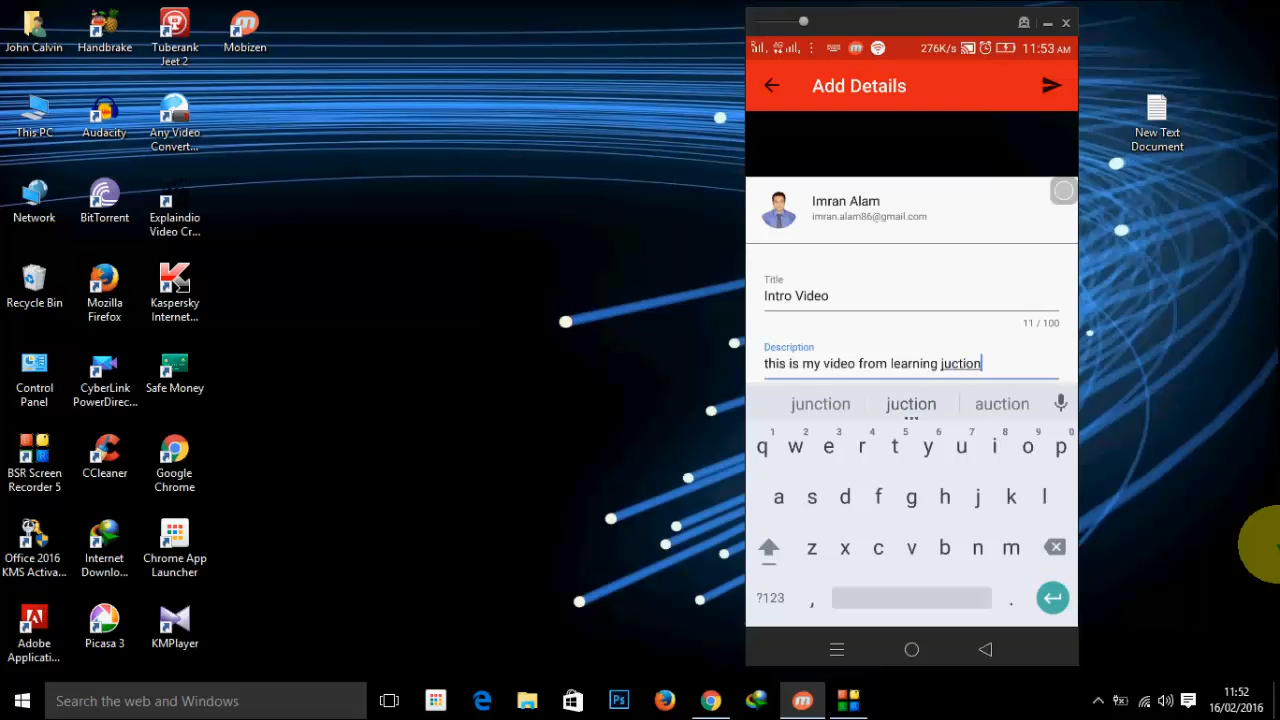 John Calvin
Handbrake
Tuberank
Jeet 2
Mobizen
This PC
Audacity
Any Video
Convert...
Network
BitTorrent
Explaindio
Video Cr...
Recycle Bin
Mozilla
Firefox
Kaspersky
Internet...
Control
Panel
CyberLink
PowerDirec...
Safe Money
BSR Screen
Recorder 5
CCleaner
Google
Chrome
Office 2016
KMS Activa...
Internet
Downlo...
Chrome App
Launcher
Adobe
Applicati...
Picasa 3
KMPlayer
New Text
Document
276K/s 11:53 AM
Add Details
Imran Alam
imran.alam86@gmail.com
Title
Intro Video
11 / 100
Description
this is my video from learning juction
junction juction auction
1 2 3 4 5 6 7 8 9 0
q w e r t y u i o p
a s d f g h j k l
z x c v b n m
?123 , .
Search the web and Windows
Ps
11:52
16/02/2016